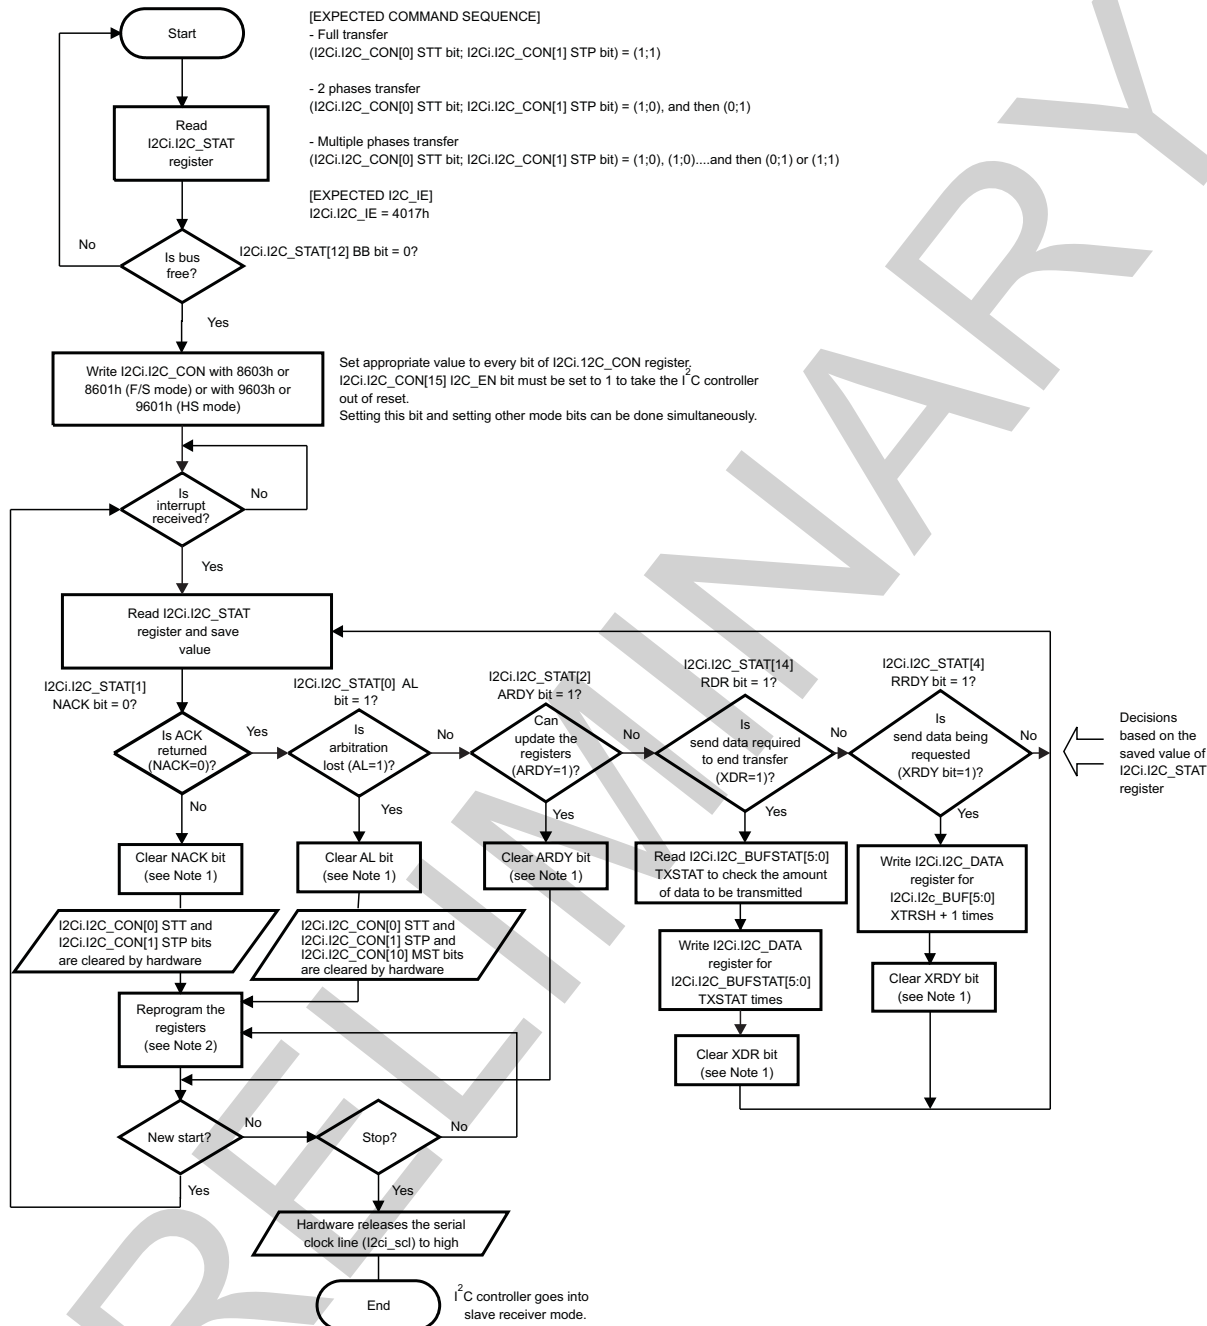 Start
[EXPECTED COMMAND SEQUENCE]
- Full transfer
(I2Ci.I2C_CON[0] STT bit; I2Ci.I2C_CON[1] STP bit) = (1;1)
- 2 phases transfer
(I2Ci.I2C_CON[0] STT bit; I2Ci.I2C_CON[1] STP bit) = (1;0), and then (0;1)
- Multiple phases transfer
(I2Ci.I2C_CON[0] STT bit; I2Ci.I2C_CON[1] STP bit) = (1;0), (1;0)....and then (0;1) or (1;1)
[EXPECTED I2C_IE]
I2Ci.I2C_IE = 4017h
Read
I2Ci.I2C_STAT
register
No
Is bus
free?
I2Ci.I2C_STAT[12] BB bit = 0?
Yes
Write I2Ci.I2C_CON with 8603h or
8601h (F/S mode) or with 9603h or
9601h (HS mode)
Set appropriate value to every bit of I2Ci.12C_CON register.
I2Ci.I2C_CON[15] I2C_EN bit must be set to 1 to take the I2C controller
out of reset.
Setting this bit and setting other mode bits can be done simultaneously.
Is
interrupt
received?
No
Yes
Read I2Ci.I2C_STAT
register and save
value
I2Ci.I2C_STAT[1]
NACK bit = 0?
I2Ci.I2C_STAT[0] AL
bit = 1?
I2Ci.I2C_STAT[2]
ARDY bit = 1?
I2Ci.I2C_STAT[14]
RDR bit = 1?
I2Ci.I2C_STAT[4]
RRDY bit = 1?
Is ACK
returned
(NACK=0)?
Yes
No
Is
arbitration
lost (AL=1)?
No
Yes
Can
update the
registers
(ARDY=1)?
No
Yes
Is
send data required
to end transfer
(XDR=1)?
No
Yes
Is
send data being
requested
(XRDY bit=1)?
No
Yes
Decisions
based on the
saved value of
I2Ci.I2C_STAT
register
Clear NACK bit
(see Note 1)
Clear AL bit
(see Note 1)
Clear ARDY bit
(see Note 1)
Read I2Ci.I2C_BUFSTAT[5:0]
TXSTAT to check the amount
of data to be transmitted
Write I2Ci.I2C_DATA
register for
I2Ci.I2c_BUF[5:0]
XTRSH + 1 times
I2Ci.I2C_CON[0] STT and
I2Ci.I2C_CON[1] STP bits
are cleared by hardware
I2Ci.I2C_CON[0] STT and
I2Ci.I2C_CON[1] STP and
I2Ci.I2C_CON[10] MST bits
are cleared by hardware
Write I2Ci.I2C_DATA
register for
I2Ci.I2C_BUFSTAT[5:0]
TXSTAT times
Clear XRDY bit
(see Note 1)
Reprogram the
registers
(see Note 2)
Clear XDR bit
(see Note 1)
New start?
No
Yes
Stop?
No
Yes
Hardware releases the serial
clock line (I2ci_scl) to high
End
I2C controller goes into
slave receiver mode.
PRELIMINARY